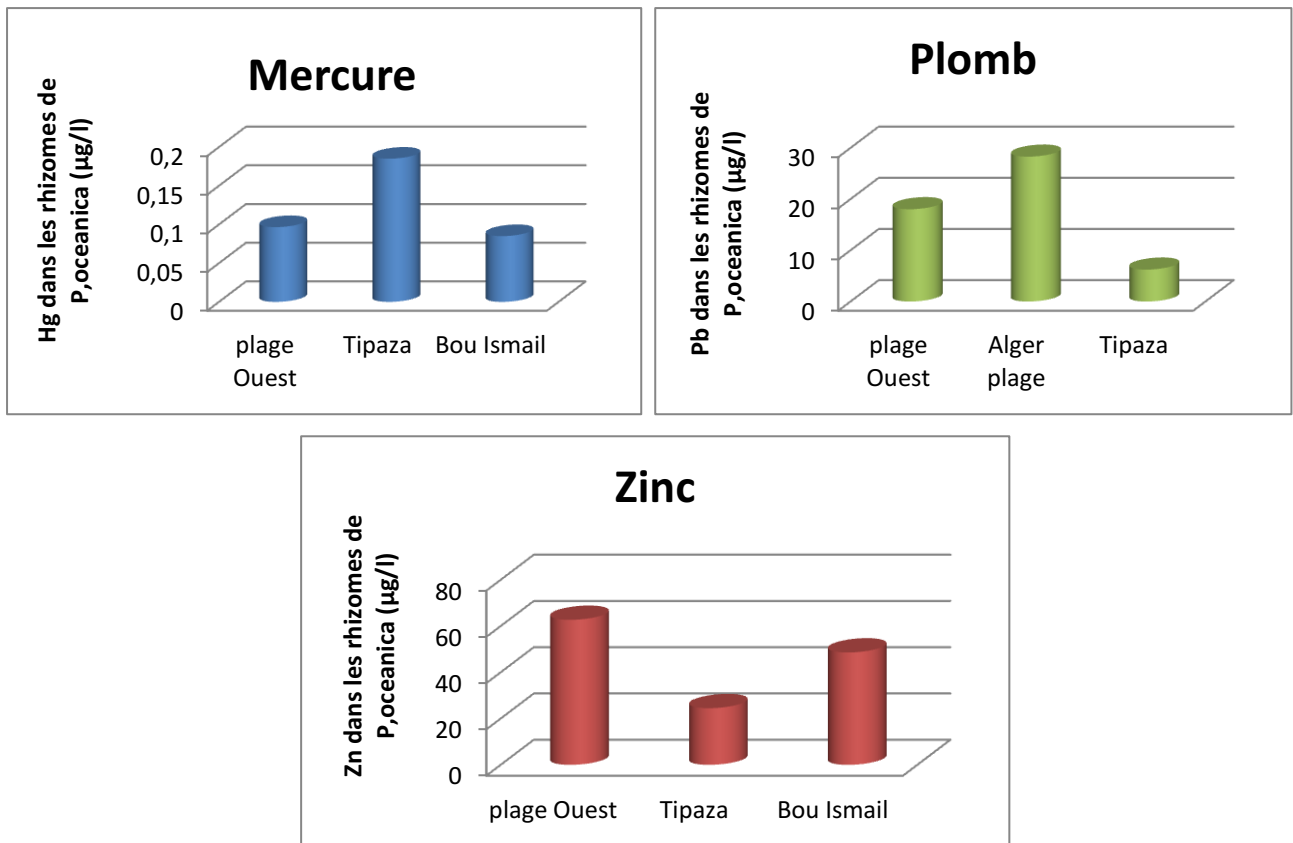 Mercure
Hg dans les rhizomes de
P,oceanica (µg/l)
0,2
0,15
0,1
0,05
0
plage
Ouest
Tipaza
Bou Ismail
Plomb
Pb dans les rhizomes de
P,oceanica (µg/l)
30
20
10
0
plage
Ouest
Alger
plage
Tipaza
Zinc
Zn dans les rhizomes de
P,oceanica (µg/l)
80
60
40
20
0
plage Ouest
Tipaza
Bou Ismail